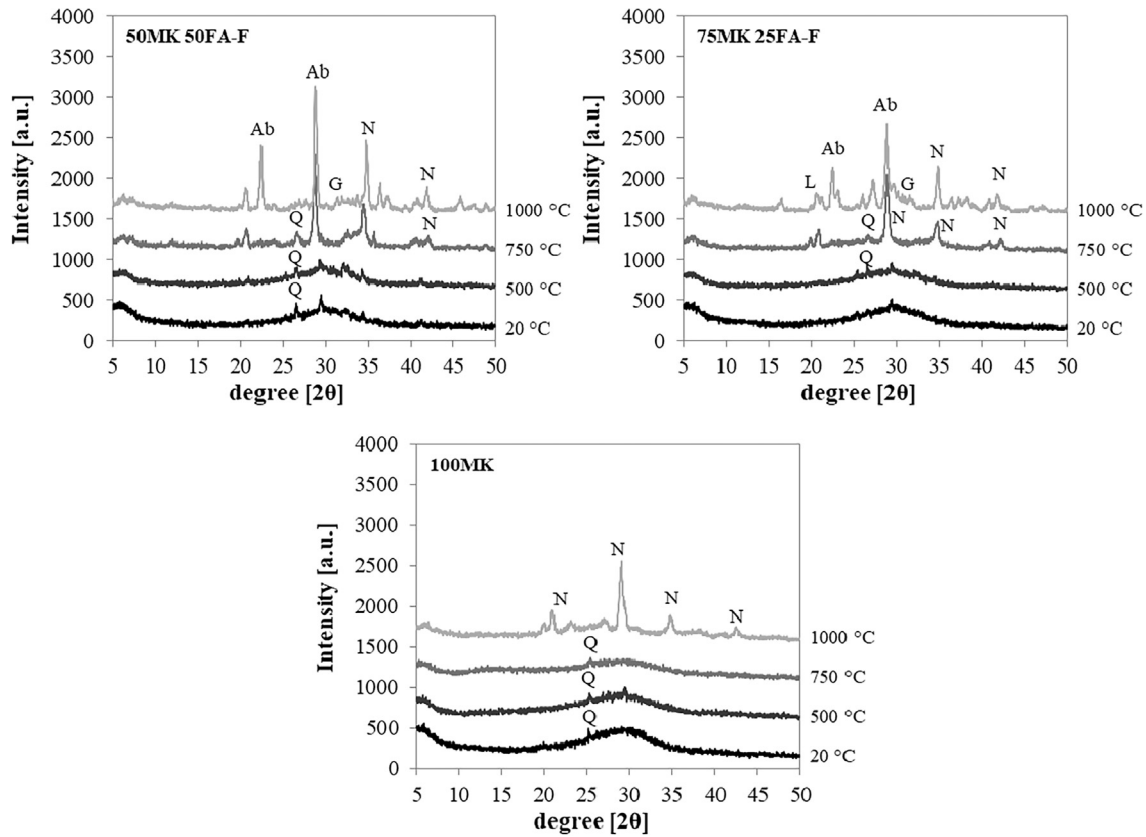 50MK 50FA-F
Intensity [a.u.]
4000
3500
3000
2500
2000
1500
1000
500
0
Ab
Ab
N
G
N
1000 °C
Q
N
750 °C
Q
500 °C
Q
20 °C
5 10 15 20 25 30 35 40 45 50
degree [2θ]
75MK 25FA-F
Intensity [a.u.]
4000
3500
3000
2500
2000
1500
1000
500
0
Ab
Ab
N
L
G
N
1000 °C
Q
N
N
N
750 °C
Q
500 °C
20 °C
5 10 15 20 25 30 35 40 45 50
degree [2θ]
100MK
Intensity [a.u.]
4000
3500
3000
2500
2000
1500
1000
500
0
N
N
N
N
1000 °C
Q
750 °C
Q
500 °C
Q
20 °C
5 10 15 20 25 30 35 40 45 50
degree [2θ]